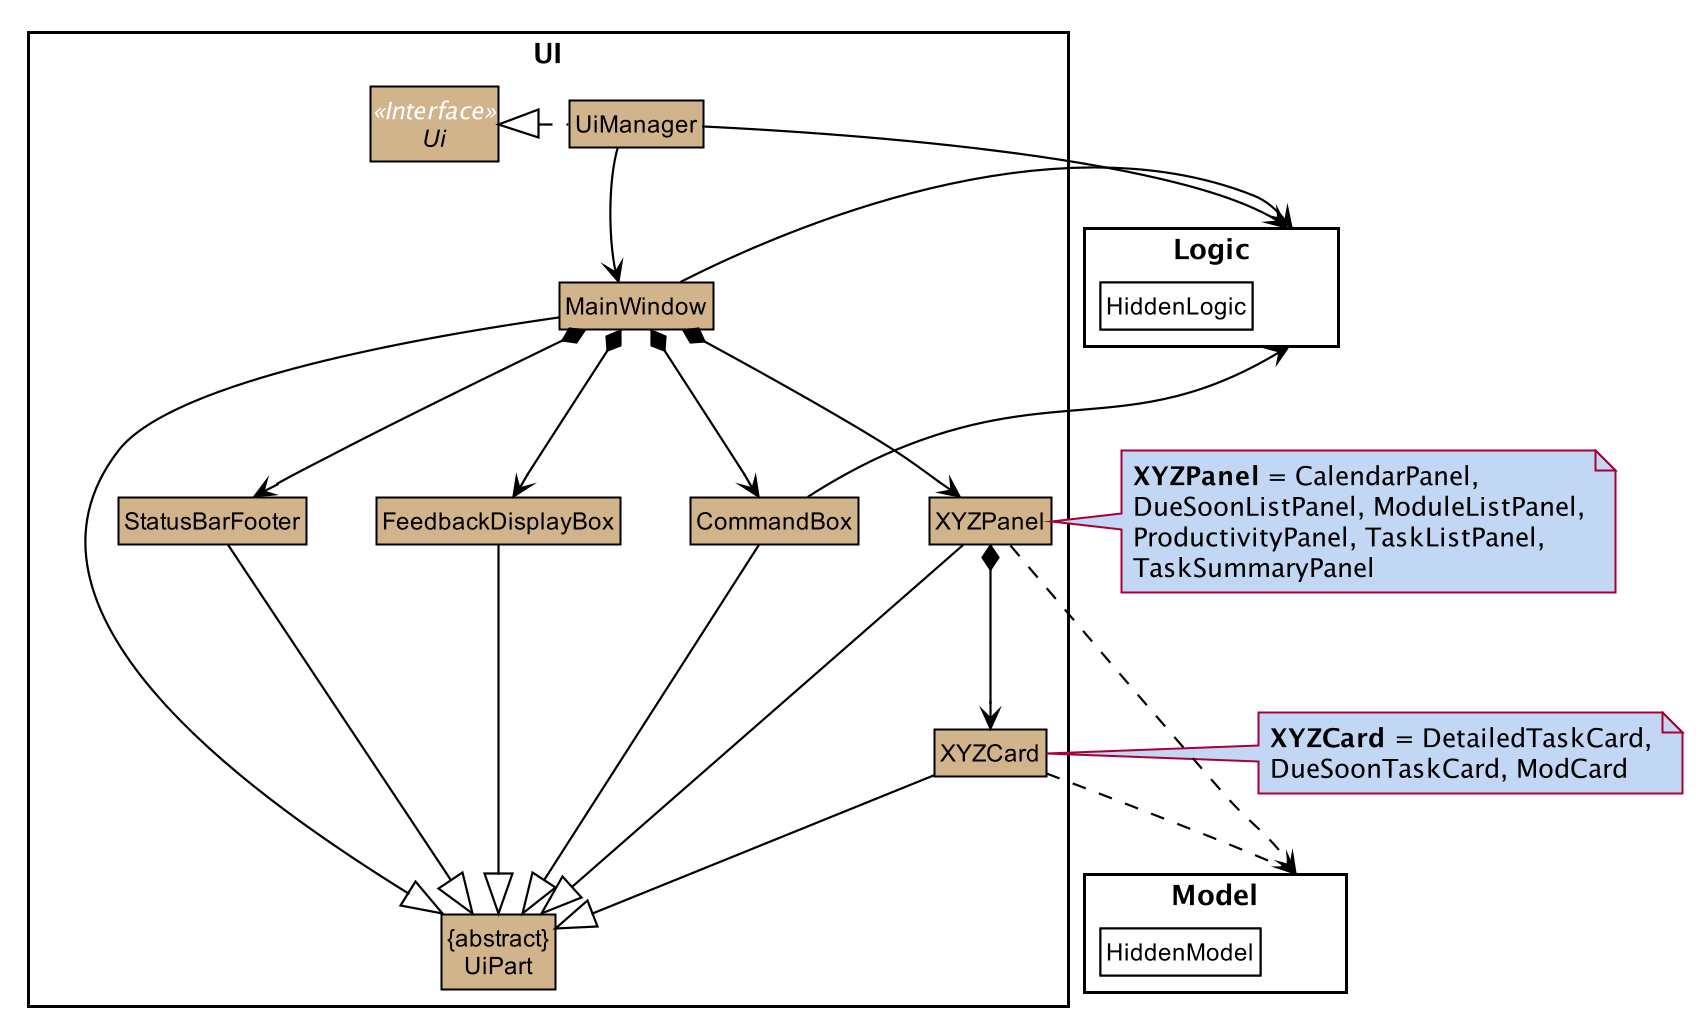 UI
«Interface»
Ui
UiManager
Logic
HiddenLogic
MainWindow
StatusBarFooter
FeedbackDisplayBox
CommandBox
XYZPanel
XYZPanel = CalendarPanel,
DueSoonListPanel, ModuleListPanel,
ProductivityPanel, TaskListPanel,
TaskSummaryPanel
XYZCard
XYZCard = DetailedTaskCard,
DueSoonTaskCard, ModCard
{abstract}
UiPart
Model
HiddenModel